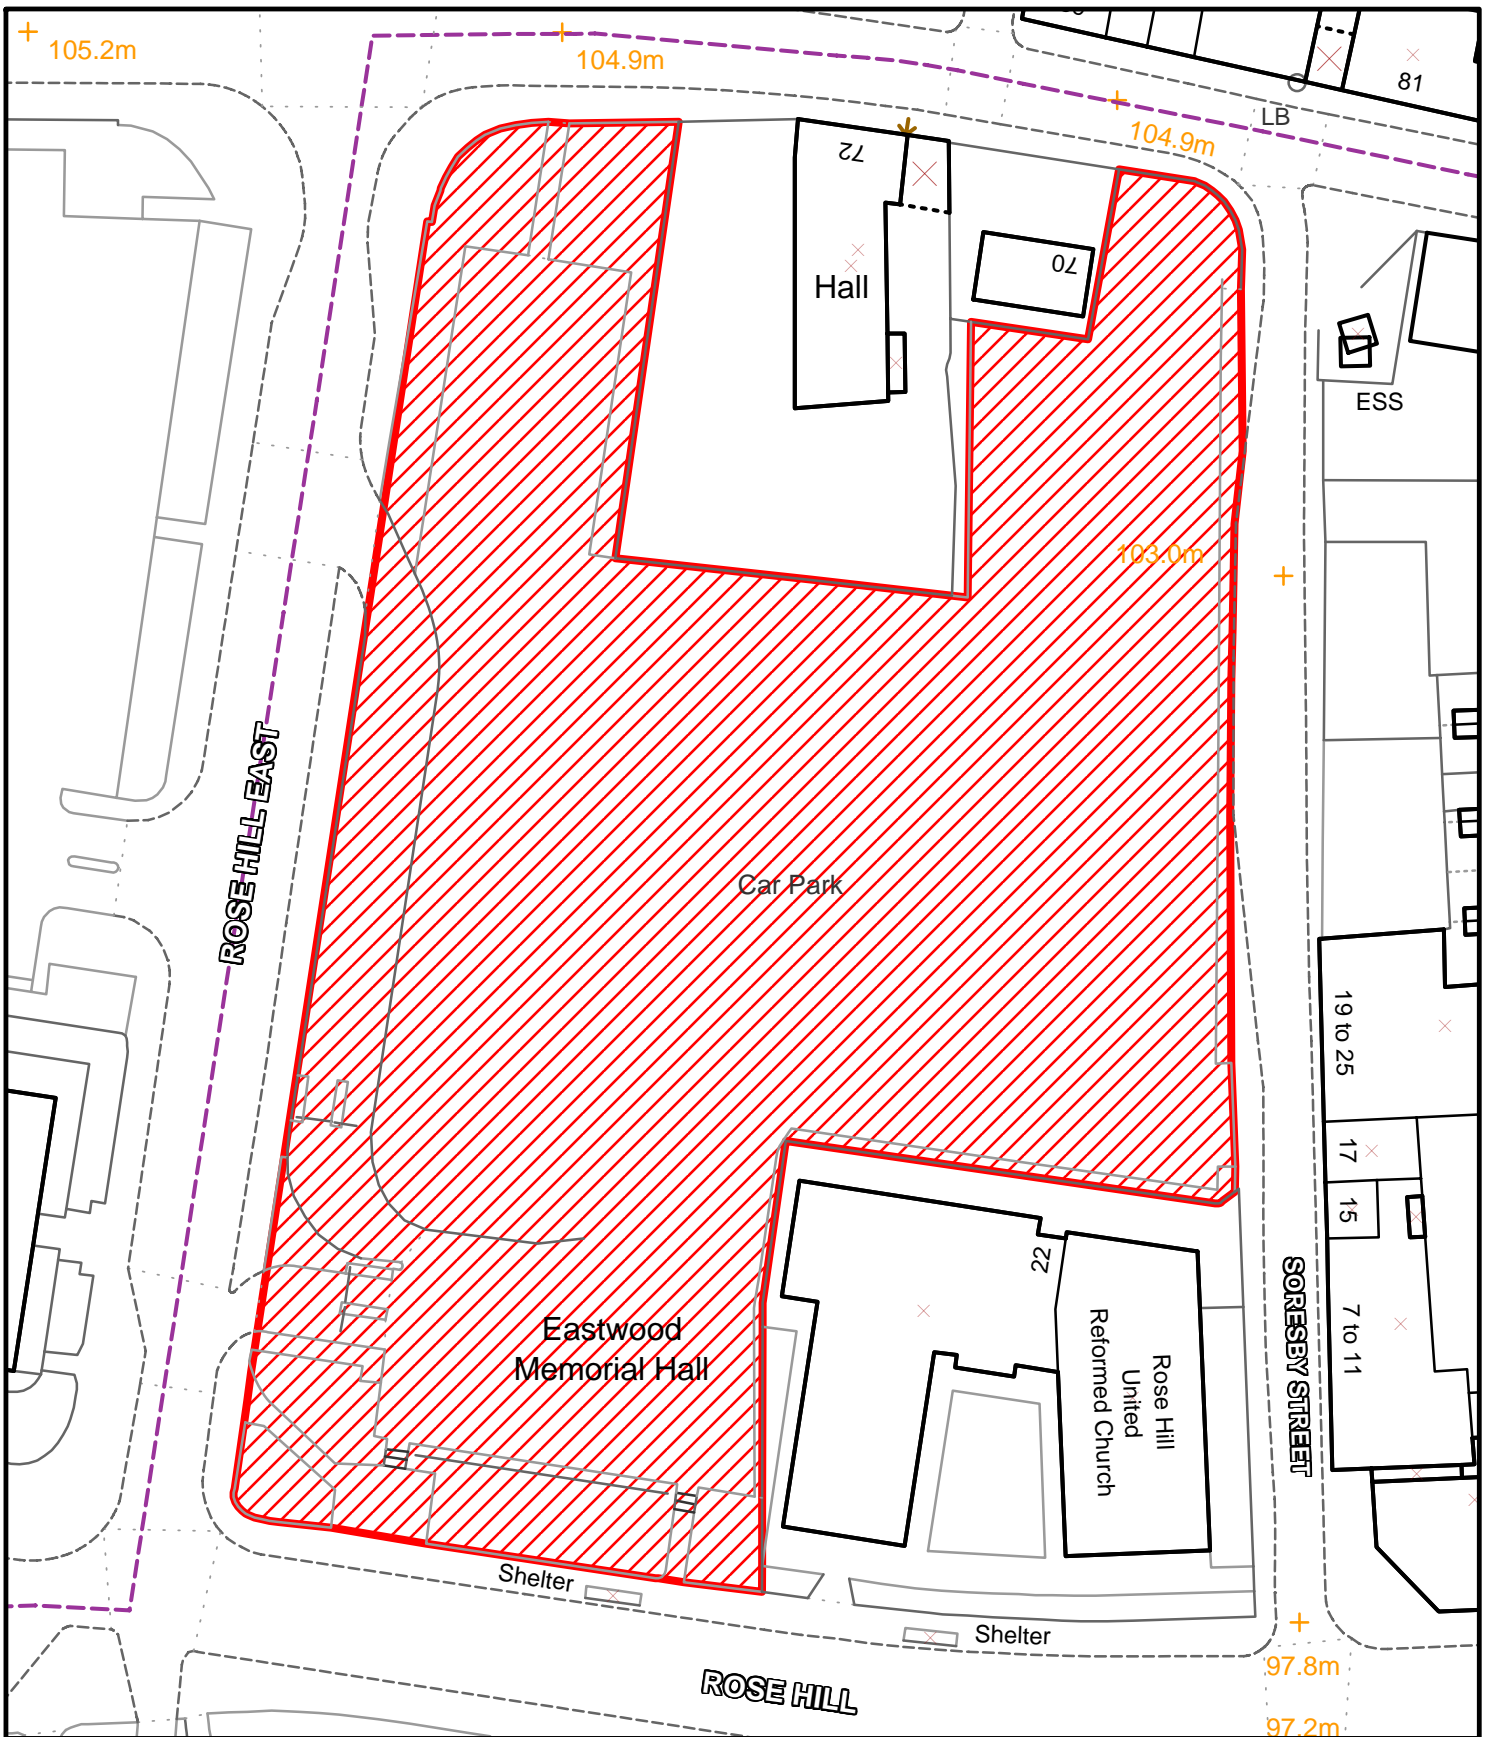 105.2m
104.9m
81
LB
104.9m
72
70
Hall
ESS
103.0m
ROSE HILL EAST
Car Park
19 to 25
17
15
22
7 to 11
SORESBY STREET
Eastwood
Memorial Hall
Rose Hill
United
Reformed Church
Shelter
Shelter
97.8m
ROSE HILL
97.2m